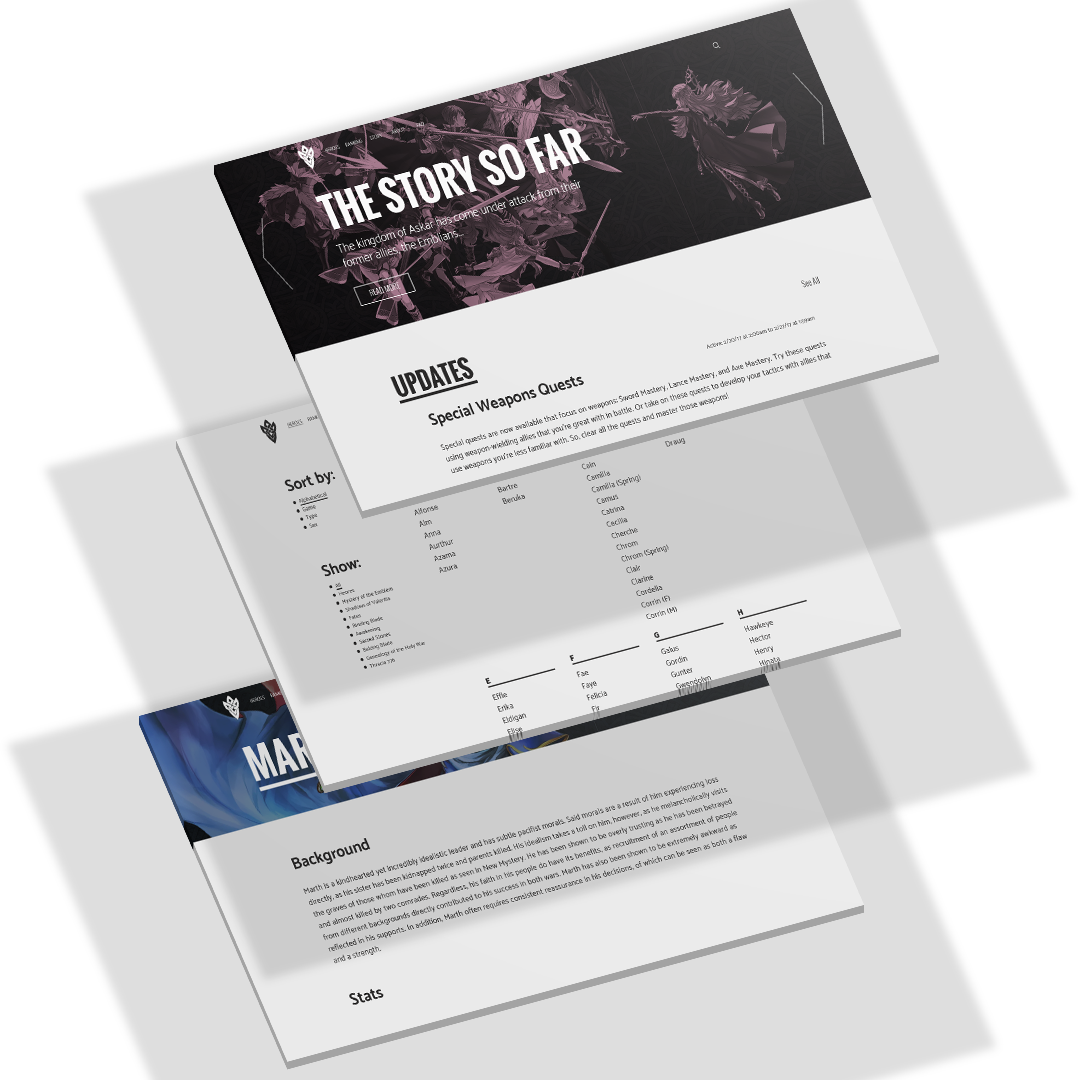 HEROES RANKING STORY
THE STORY SO FAR
The kingdom of Askar has come under attack from their
former allies, the Emblians...
READ MORE
See All
UPDATES
Active: 2/20/17 at 3:00am to 2/27/17 at 1:59am
Special Weapons Quests
Special quests are now available that focus on weapons: Sword Mastery, Lance Mastery, and Axe Mastery. Try these quests
using weapon-wielding allies that you're great with in battle. Or take on these quests to develop your tactics with allies that
use weapons you're less familiar with. So, clear all the quests and master those weapons!
HEROES
Sort by:
Alphabetical
Game
Type
Sex
Show:
All
Heroes
Mystery of the Emblem
Shadows of Valentia
Fates
Binding Blade
Awakening
Sacred Stones
Blazing Blade
Genealogy of the Holy War
Thracia 776
Alfonse
Alm
Anna
Aurthur
Azama
Azura
Bartre
Beruka
Cain
Camilla
Camilla (Spring)
Camus
Catrina
Cecilia
Cherche
Chrom
Chrom (Spring)
Clair
Clarine
Cordelia
Corrin (F)
Corrin (M)
Draug
E
Effie
Erika
Eldigan
Elise
F
Fae
Faye
Felicia
Fir
G
Gaius
Gordin
Gunter
Gwendolyn
H
Hawkeye
Hector
Henry
Hinata
HEROES
MAR
Background
Marth is a kindhearted yet incredibly idealistic leader and has subtle pacifist morals. Said morals are a result of him experiencing loss
directly, as his sister has been kidnapped twice and parents killed. His idealism takes a toll on him, however, as he melancholically visits
the graves of those whom have been killed as seen in New Mystery. He has been shown to be overly trusting as he has been betrayed
and almost killed by two comrades. Regardless, his faith in his people do have its benefits, as recruitment of an assortment of people
from different backgrounds directly contributed to his success in both wars. Marth has also been shown to be extremely awkward as
reflected in his supports. In addition, Marth often requires consistent reassurance in his decisions, of which can be seen as both a flaw
and a strength.
Stats